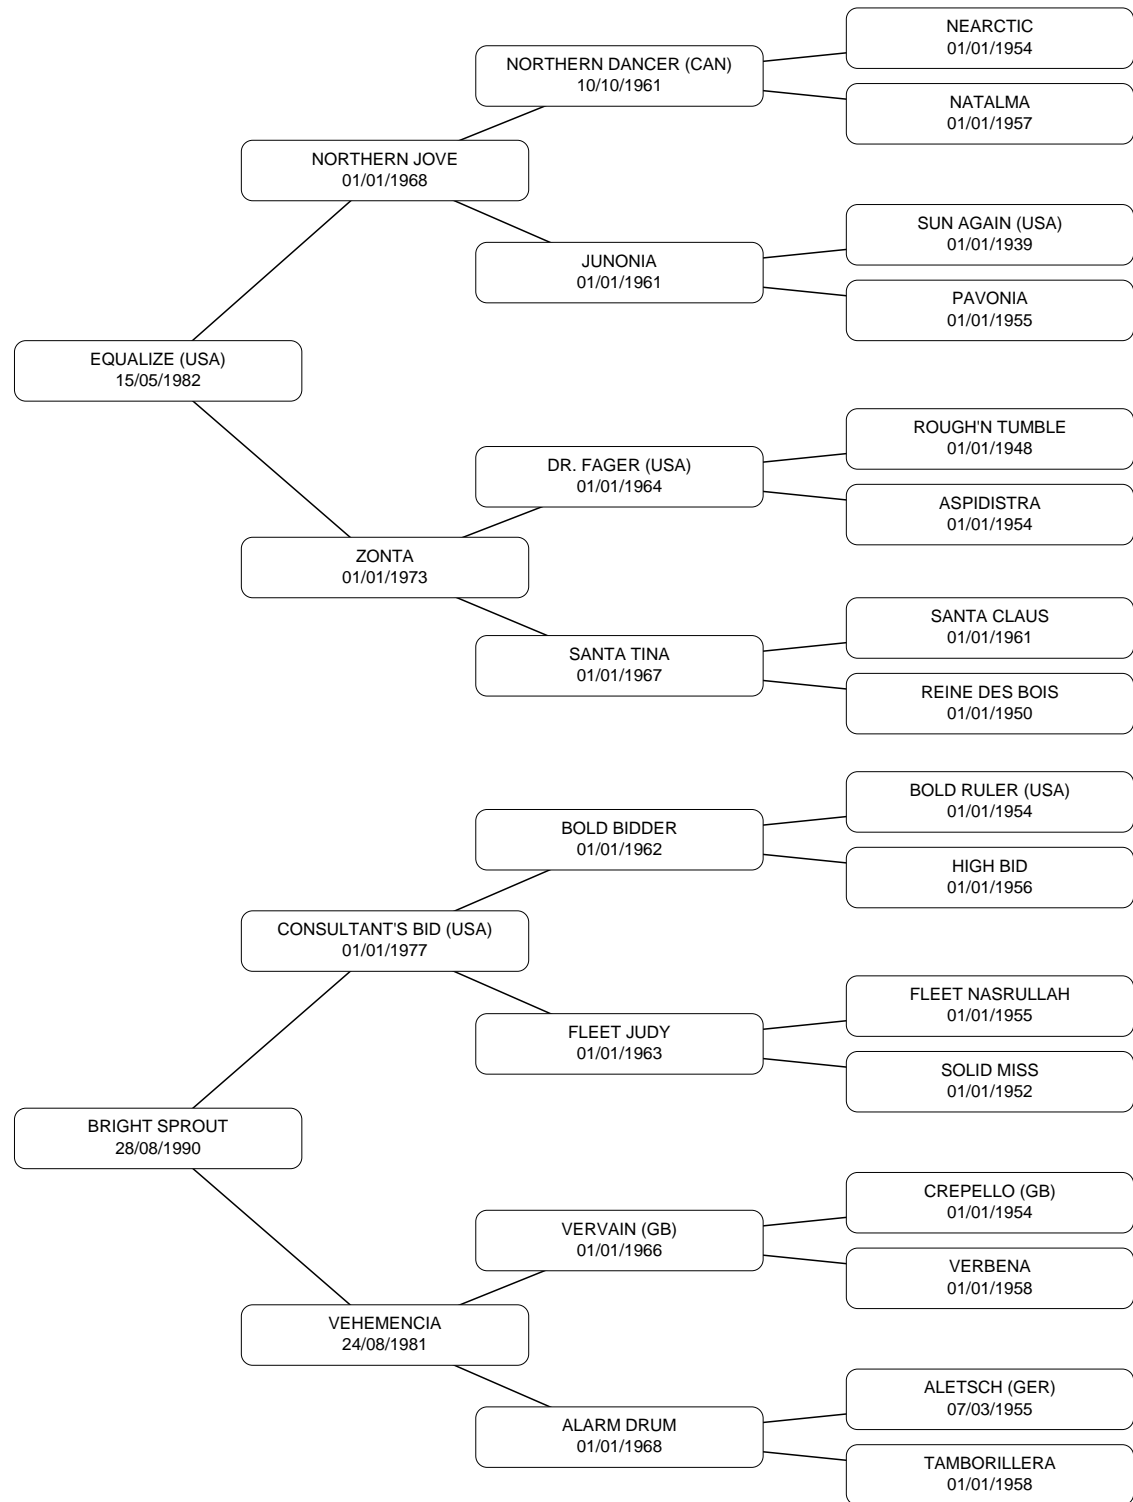 NEARCTIC
01/01/1954
NORTHERN DANCER (CAN)
10/10/1961
NATALMA
01/01/1957
NORTHERN JOVE
01/01/1968
SUN AGAIN (USA)
01/01/1939
JUNONIA
01/01/1961
PAVONIA
01/01/1955
EQUALIZE (USA)
15/05/1982
ROUGH'N TUMBLE
01/01/1948
DR. FAGER (USA)
01/01/1964
ASPIDISTRA
01/01/1954
ZONTA
01/01/1973
SANTA CLAUS
01/01/1961
SANTA TINA
01/01/1967
REINE DES BOIS
01/01/1950
BOLD RULER (USA)
01/01/1954
BOLD BIDDER
01/01/1962
HIGH BID
01/01/1956
CONSULTANT'S BID (USA)
01/01/1977
FLEET NASRULLAH
01/01/1955
FLEET JUDY
01/01/1963
SOLID MISS
01/01/1952
BRIGHT SPROUT
28/08/1990
CREPELLO (GB)
01/01/1954
VERVAIN (GB)
01/01/1966
VERBENA
01/01/1958
VEHEMENCIA
24/08/1981
ALETSCH (GER)
07/03/1955
ALARM DRUM
01/01/1968
TAMBORILLERA
01/01/1958